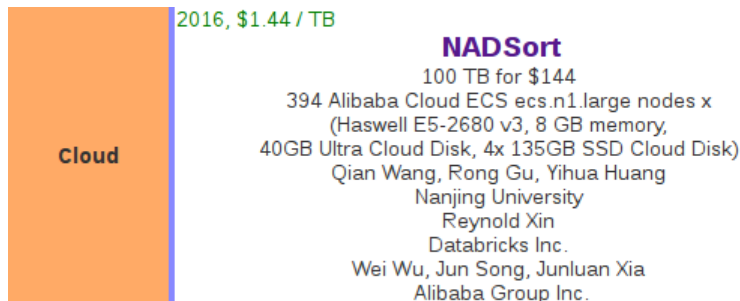 2016, $1.44 / TB
NADSort
100 TB for $144
394 Alibaba Cloud ECS ecs.n1.large nodes x
(Haswell E5-2680 v3, 8 GB memory,
40GB Ultra Cloud Disk, 4x 135GB SSD Cloud Disk)
Cloud
Qian Wang, Rong Gu, Yihua Huang
Nanjing University
Reynold Xin
Databricks Inc.
Wei Wu, Jun Song, Junluan Xia
Alibaba Group Inc.